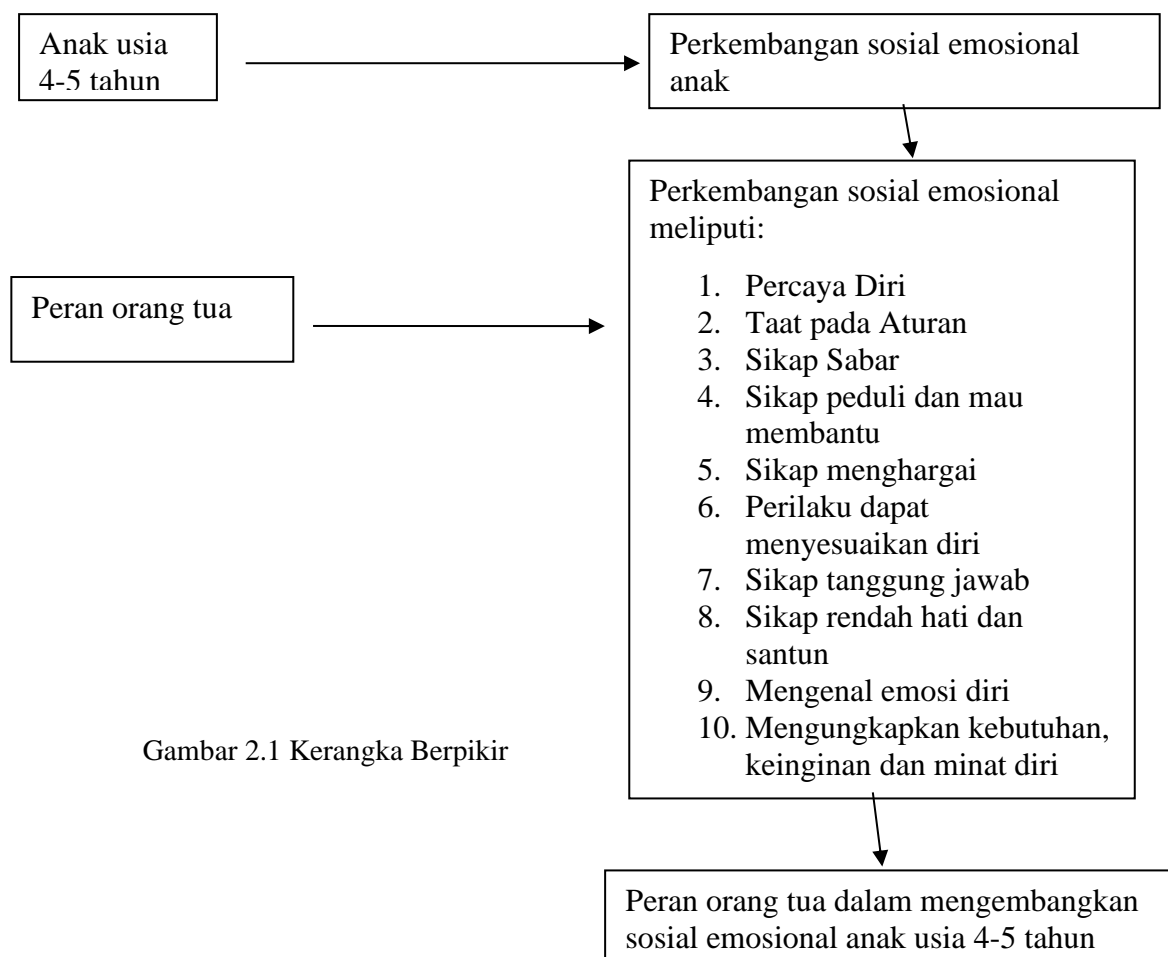 Anak usia
4-5 tahun
Perkembangan sosial emosional
anak
Perkembangan sosial emosional
meliputi:
1. Percaya Diri
2. Taat pada Aturan
3. Sikap Sabar
4. Sikap peduli dan mau
membantu
5. Sikap menghargai
6. Perilaku dapat
menyesuaikan diri
7. Sikap tanggung jawab
8. Sikap rendah hati dan
santun
9. Mengenal emosi diri
10. Mengungkapkan kebutuhan,
keinginan dan minat diri
Peran orang tua
Gambar 2.1 Kerangka Berpikir
Peran orang tua dalam mengembangkan
sosial emosional anak usia 4-5 tahun